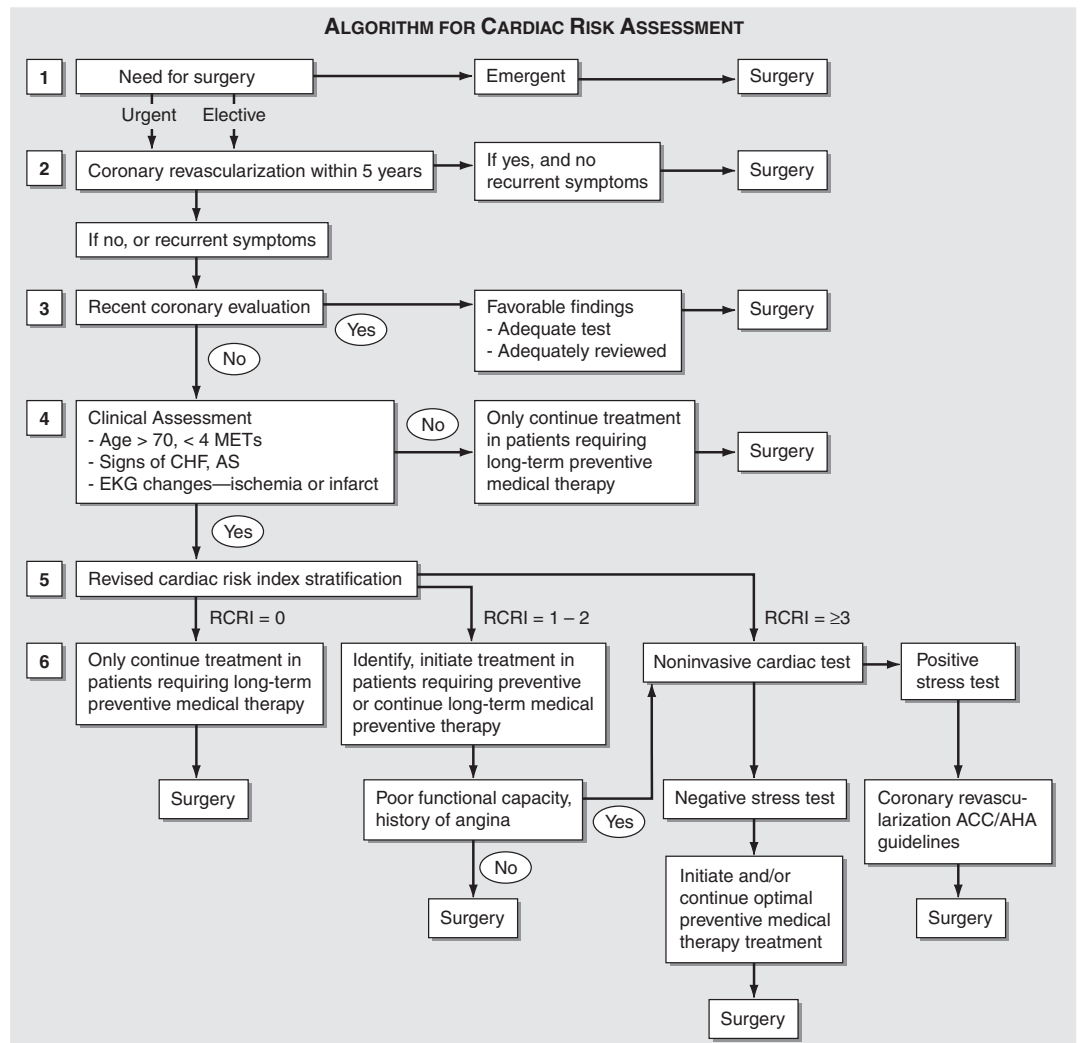 ALGORITHM FOR CARDIAC RISK ASSESSMENT
1
Need for surgery
Emergent
Surgery
Urgent
Elective
2
Coronary revascularization within 5 years
If yes, and no
recurrent symptoms
Surgery
If no, or recurrent symptoms
3
Recent coronary evaluation
Yes
Favorable findings
- Adequate test
- Adequately reviewed
Surgery
No
4
Clinical Assessment
- Age > 70, < 4 METs
- Signs of CHF, AS
- EKG changes—ischemia or infarct
No
Only continue treatment
in patients requiring
long-term preventive
medical therapy
Surgery
Yes
5
Revised cardiac risk index stratification
RCRI = 0
RCRI = 1 – 2
RCRI = ≥3
6
Only continue treatment in
patients requiring long-term
preventive medical therapy
Surgery
Identify, initiate treatment in
patients requiring preventive
or continue long-term medical
preventive therapy
Poor functional capacity,
history of angina
Yes
No
Surgery
Noninvasive cardiac test
Negative stress test
Initiate and/or
continue optimal
preventive medical
therapy treatment
Surgery
Positive
stress test
Coronary revascu-
larization ACC/AHA
guidelines
Surgery